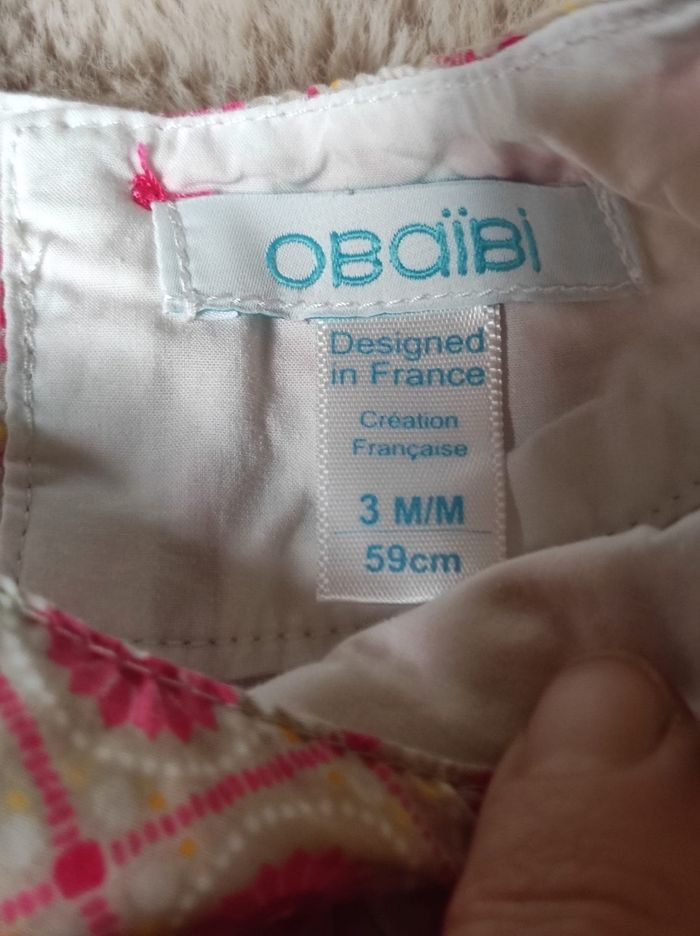 OBaïBi
Designed
in France
Création
Française
3 M/M
59cm